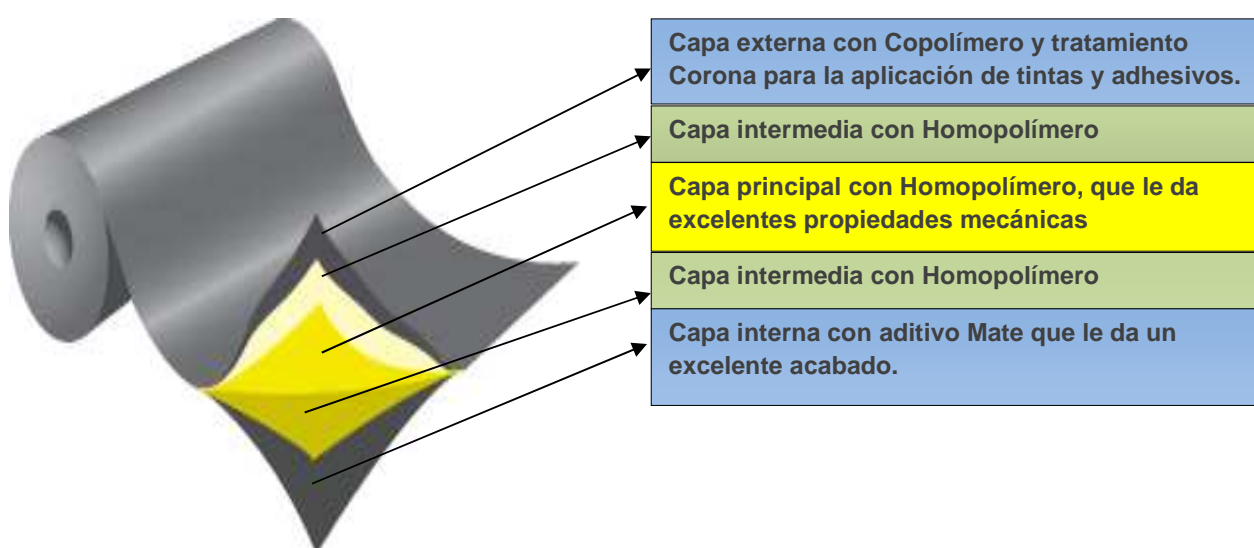 Capa externa con Copolímero y tratamiento
Corona para la aplicación de tintas y adhesivos.
Capa intermedia con Homopolímero
Capa principal con Homopolímero, que le da
excelentes propiedades mecánicas
Capa intermedia con Homopolímero
Capa interna con aditivo Mate que le da un
excelente acabado.